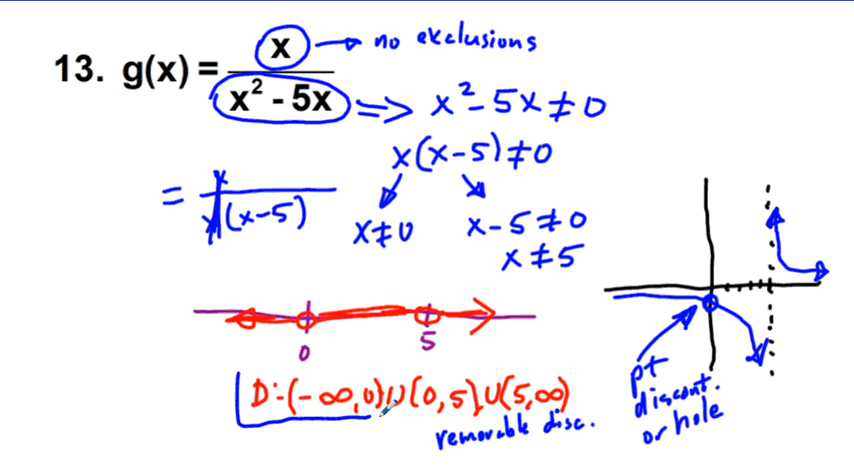 13. g(x) = x / (x² - 5x)
→ no exclusions
⇒ x² - 5x ≠ 0
x(x-5) ≠ 0
= x / x(x-5)
x ≠ 0
x - 5 ≠ 0
x ≠ 5
0 5
D: (-∞,0)∪(0,5)∪(5,∞)
removable disc.
pt
discont.
or hole